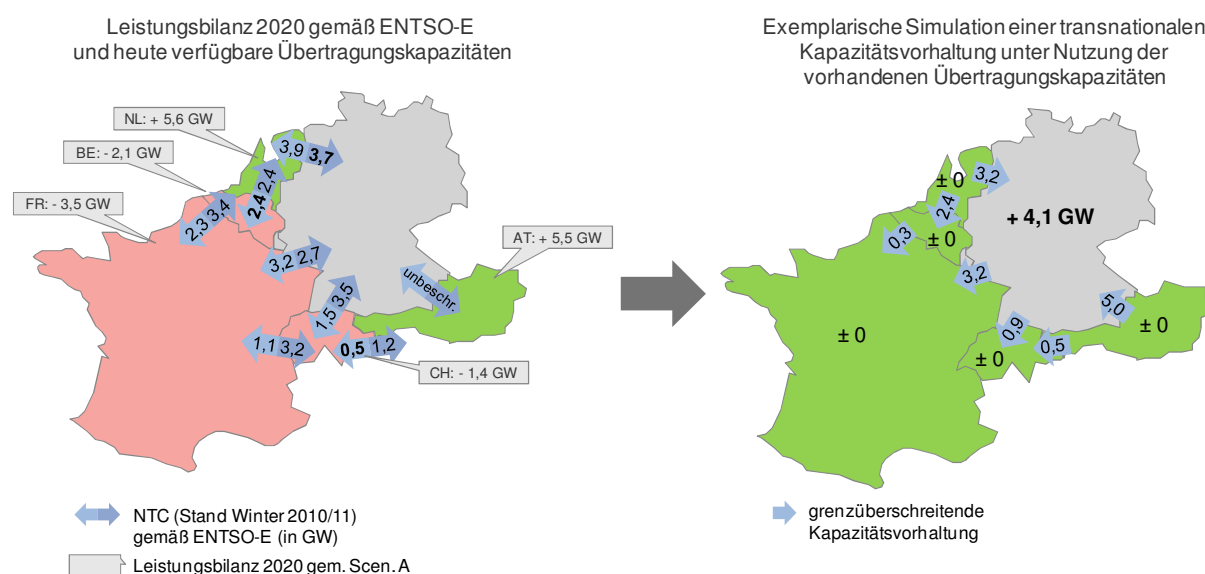 Leistungsbilanz 2020 gemäß ENTSO-E
und heute verfügbare Übertragungskapazitäten
NL: + 5,6 GW
BE: - 2,1 GW
FR: - 3,5 GW
AT: + 5,5 GW
CH: - 1,4 GW
3,9 3,7
2,4 2,4
2,3 3,4
3,2 2,7
1,5 3,5
unbeschr.
1,1 3,2
0,5 1,2
NTC (Stand Winter 2010/11)
gemäß ENTSO-E (in GW)
Leistungsbilanz 2020 gem. Scen. A
Exemplarische Simulation einer transnationalen
Kapazitätsvorhaltung unter Nutzung der
vorhandenen Übertragungskapazitäten
± 0
3,2
2,4
+ 4,1 GW
0,3
± 0
3,2
5,0
± 0
0,9
± 0
0,5
± 0
grenzüberschreitende
Kapazitätsvorhaltung